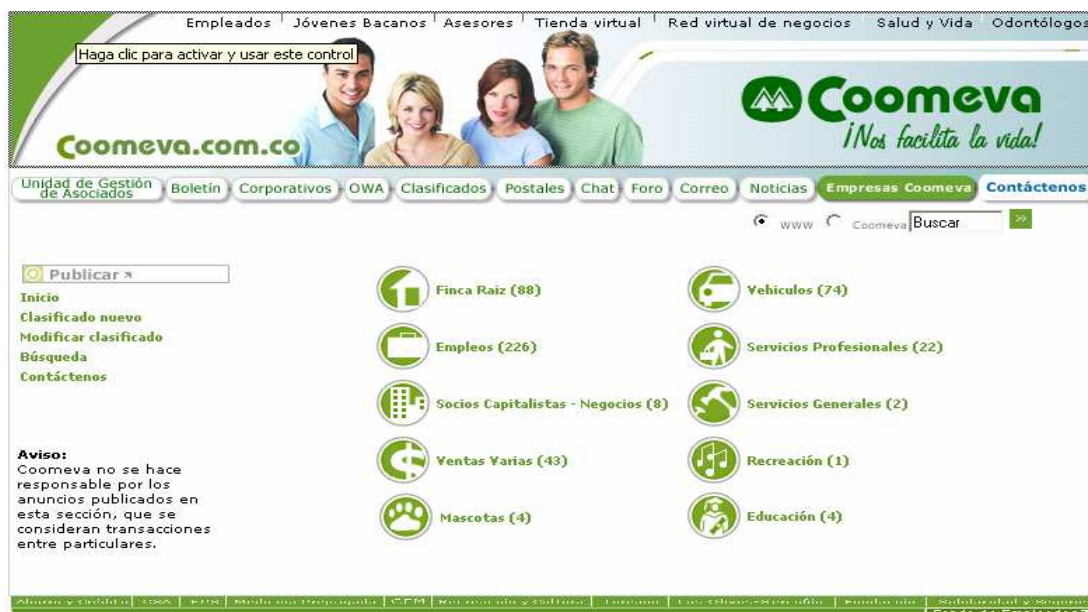 Empleados Jóvenes Bacanos Asesores Tienda virtual Red virtual de negocios Salud y Vida Odontólogos
Haga clic para activar y usar este control
Coomeva
¡Nos facilita la vida!
Coomeva.com.co
Unidad de Gestión de Asociados Boletín Corporativos OWA Clasificados Postales Chat Foro Correo Noticias Empresas Coomeva Contáctenos
www Coomeva Buscar »
Publicar
Inicio
Clasificado nuevo
Modificar clasificado
Búsqueda
Contáctenos
Finca Raiz (88) Vehiculos (74)
Empleos (226) Servicios Profesionales (22)
Socios Capitalistas - Negocios (8) Servicios Generales (2)
Ventas Varias (43) Recreación (1)
Mascotas (4) Educación (4)
Aviso:
Coomeva no se hace
responsable por los
anuncios publicados en
esta sección, que se
consideran transacciones
entre particulares.